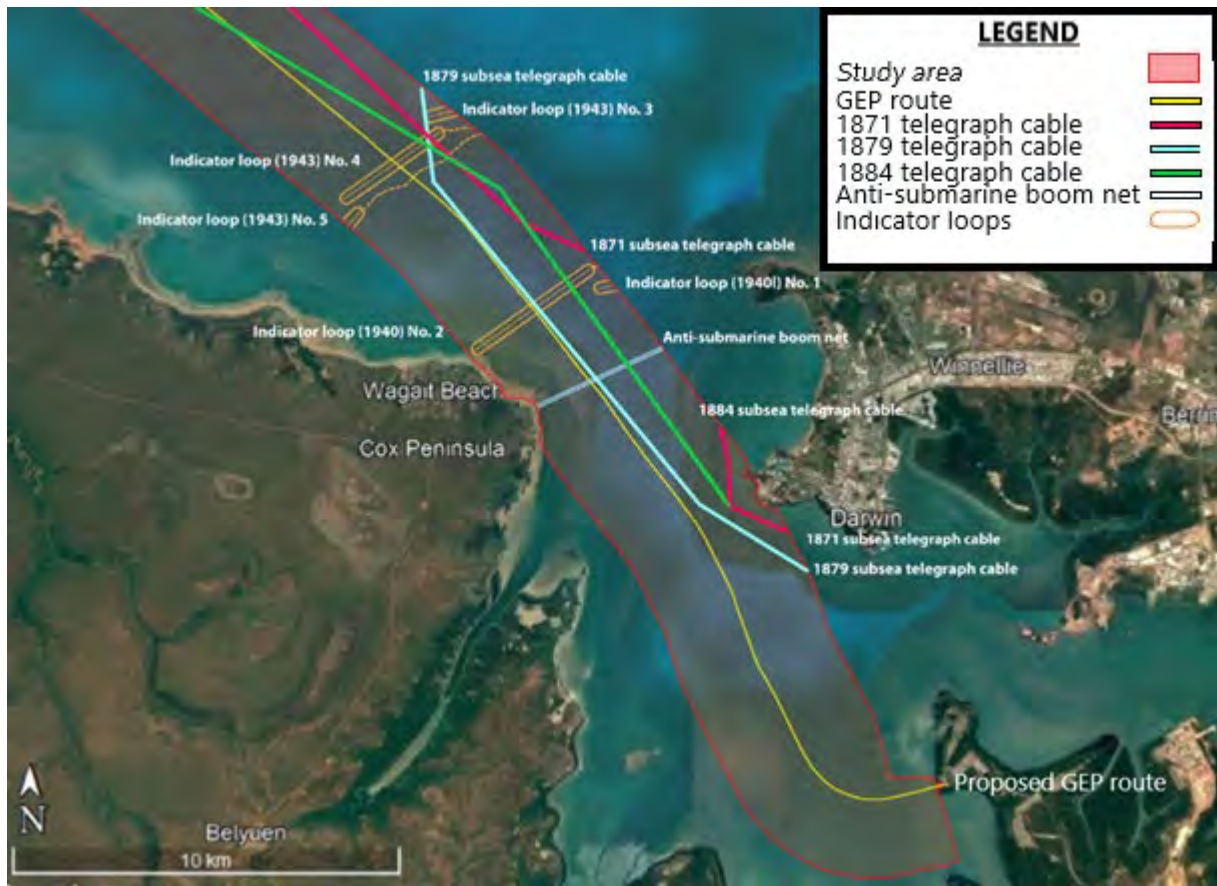 LEGEND
Study area
GEP route
1871 telegraph cable
1879 telegraph cable
1884 telegraph cable
Anti-submarine boom net
Indicator loops
1879 subsea telegraph cable
Indicator loop (1943) No. 3
Indicator loop (1943) No. 4
Indicator loop (1943) No. 5
1871 subsea telegraph cable
Indicator loop (1940l) No. 1
Indicator loop (1940) No. 2
Anti-submarine boom net
Winnellie
Wagait Beach
1884 subsea telegraph cable
Cox Peninsula
Darwin
1871 subsea telegraph cable
1879 subsea telegraph cable
Proposed GEP route
N
Belyuen
10 km